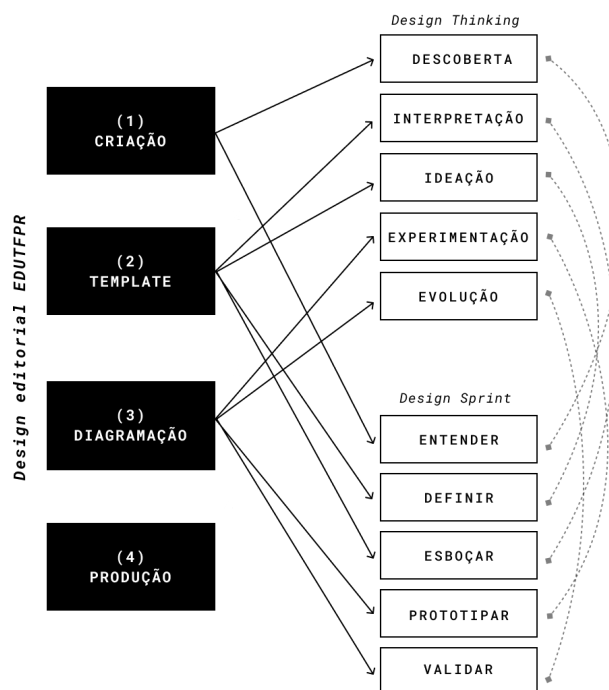 Design editorial EDUTFPR
(1)
CRIAÇÃO
(2)
TEMPLATE
(3)
DIAGRAMAÇÃO
(4)
PRODUÇÃO
Design Thinking
DESCOBERTA
INTERPRETAÇÃO
IDEAÇÃO
EXPERIMENTAÇÃO
EVOLUÇÃO
Design Sprint
ENTENDER
DEFINIR
ESBOÇAR
PROTOTIPAR
VALIDAR